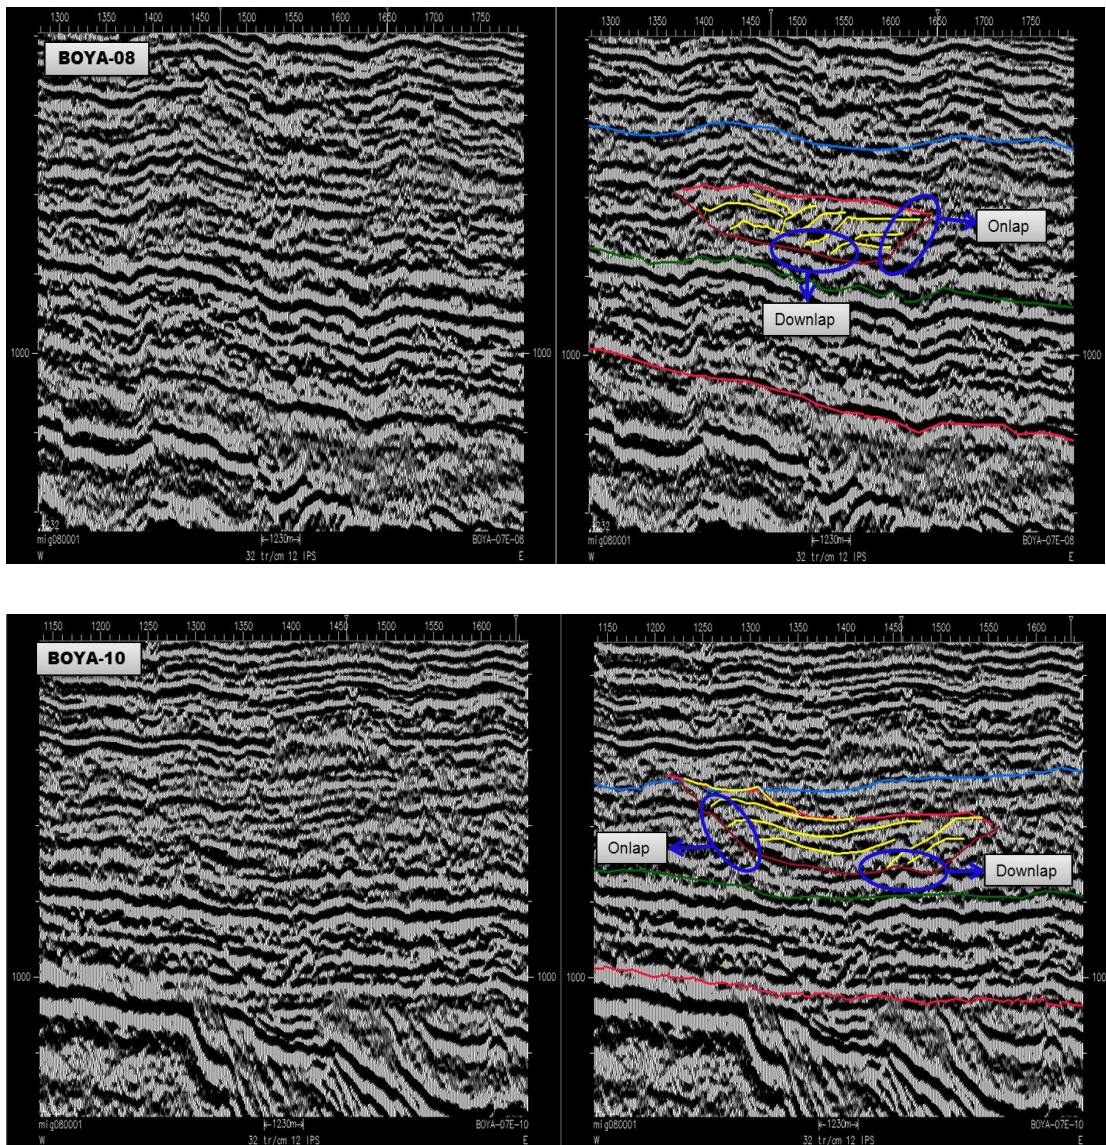 1300 1350 1400 1450 1500 1550 1600 1650 1700 1750
1300 1350 1400 1450 1500 1550 1600 1650 1700 1750
BOYA-08
Onlap
Downlap
1000 1000 1000
mig080001 1230m BOYA-07E-08
W 32 tr/cm 12 IPS E
mig080001 1230m BOYA-07E-08
W 32 tr/cm 12 IPS E
1150 1200 1250 1300 1350 1400 1450 1500 1550 1600
1150 1200 1250 1300 1350 1400 1450 1500 1550 1600
BOYA-10
Onlap
Downlap
1000 1000
mig080001 1230m BOYA-07E-10
W 32 tr/cm 12 IPS E
mig080001 1230m BOYA-07E-10
W 32 tr/cm 12 IPS E